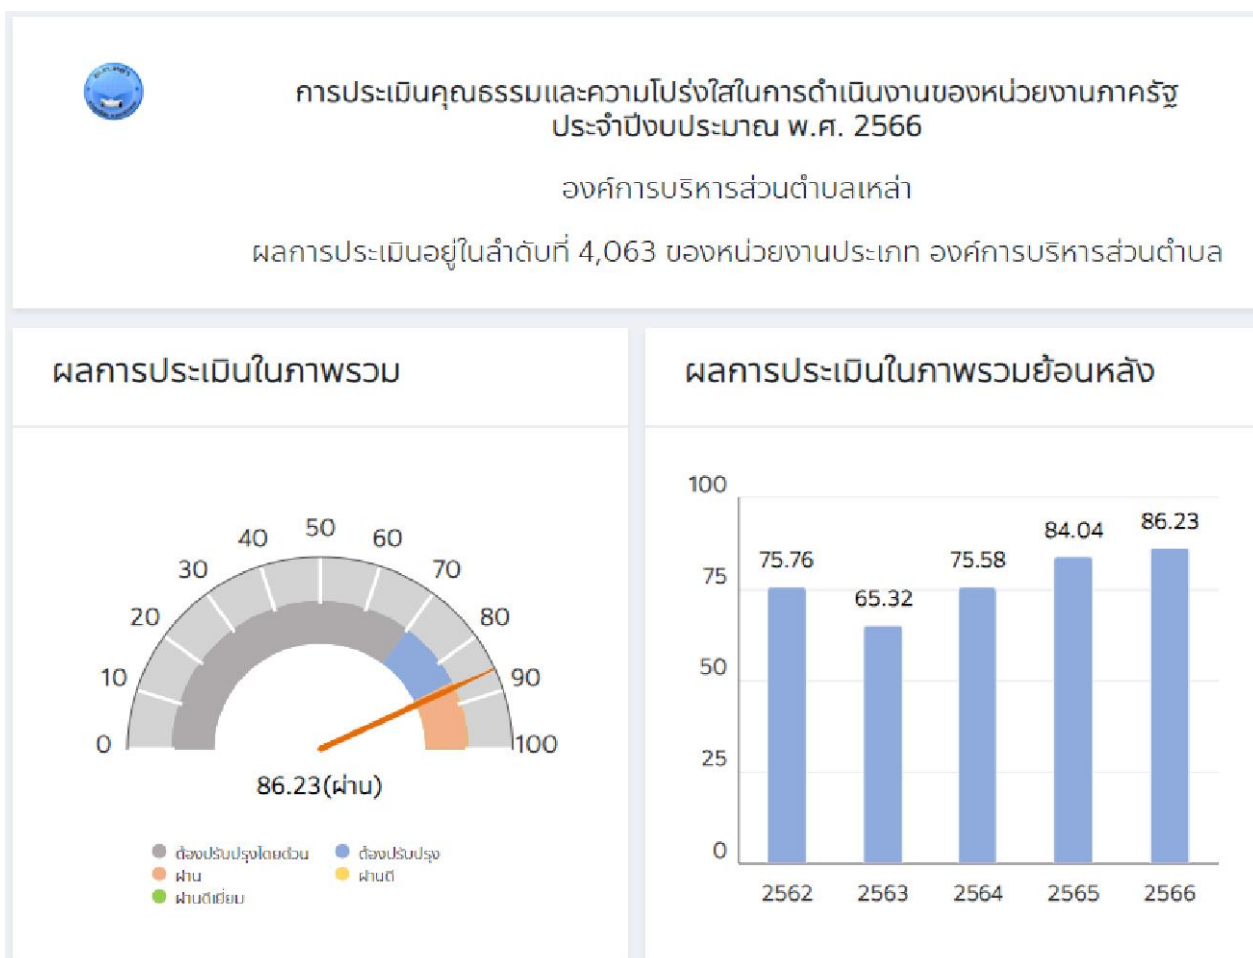 การประเมินคุณธรรมและความโปร่งใสในการดำเนินงานของหน่วยงานภาครัฐ
ประจำปีงบประมาณ พ.ศ. 2566
องค์การบริหารส่วนตำบลเหล่า
ผลการประเมินอยู่ในลำดับที่ 4,063 ของหน่วยงานประเภท องค์การบริหารส่วนตำบล
ผลการประเมินในภาพรวม
0
10
20
30
40
50
60
70
80
90
100
86.23(ผ่าน)
ต้องปรับปรุงโดยด่วน
ต้องปรับปรุง
ผ่าน
ผ่านดี
ผ่านดีเยี่ยม
ผลการประเมินในภาพรวมย้อนหลัง
100
75
50
25
0
75.76
65.32
75.58
84.04
86.23
2562
2563
2564
2565
2566